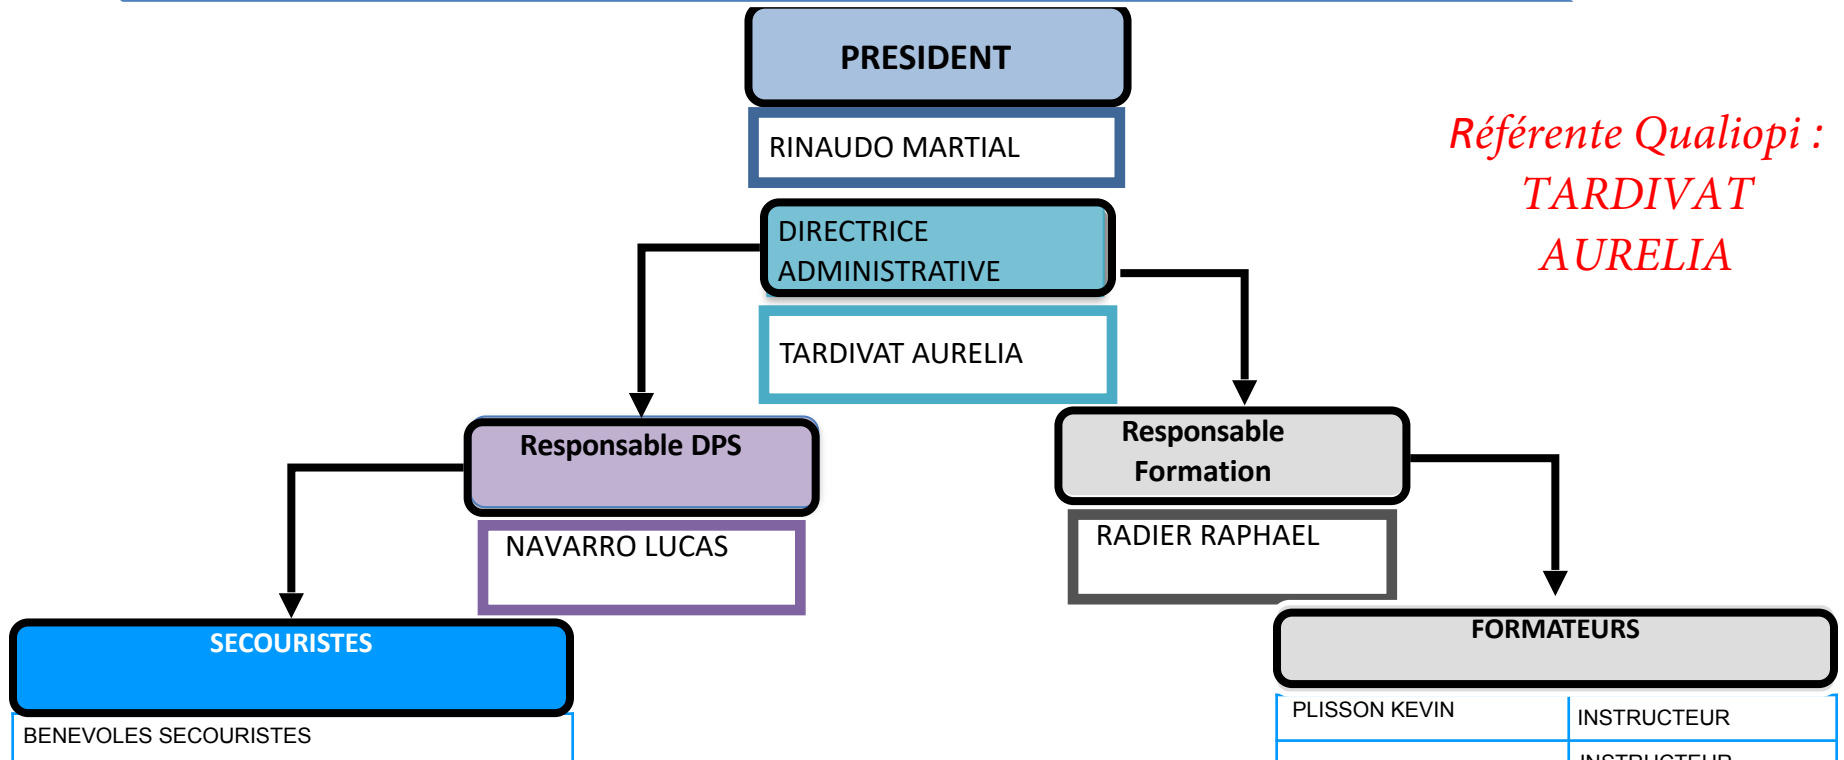 PRESIDENT
RINAUDO MARTIAL
Référente Qualiopi :
TARDIVAT
AURELIA
DIRECTRICE
ADMINISTRATIVE
TARDIVAT AURELIA
Responsable DPS
NAVARRO LUCAS
Responsable
Formation
RADIER RAPHAEL
SECOURISTES
BENEVOLES SECOURISTES
FORMATEURS
PLISSON KEVIN
INSTRUCTEUR
INSTRUCTEUR